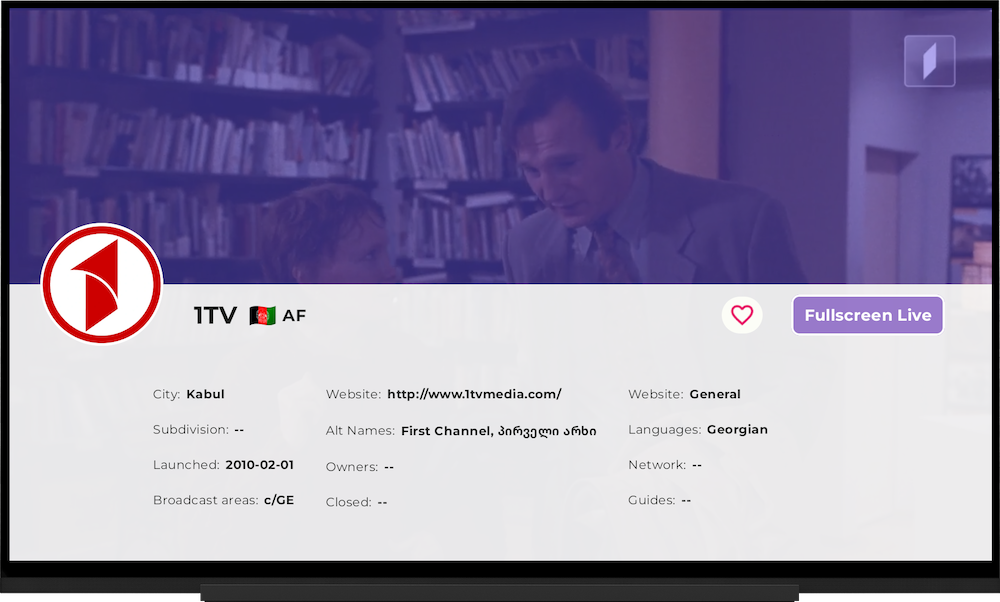 1TV AF
Fullscreen Live
City: Kabul
Website: http://www.1tvmedia.com/
Website: General
Subdivision: --
Alt Names: First Channel, პირველი არხი
Languages: Georgian
Launched: 2010-02-01
Owners: --
Network: --
Broadcast areas: c/GE
Closed: --
Guides: --